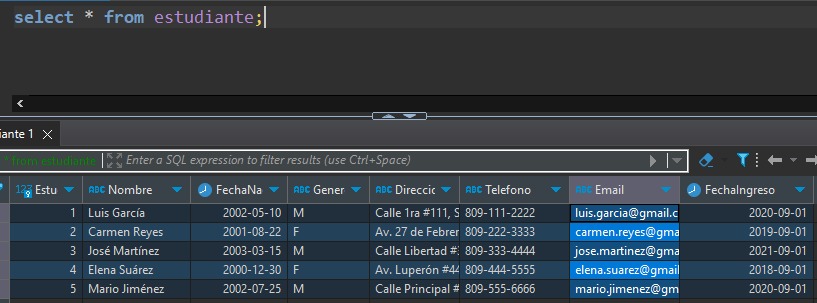 select * from estudiante;
<
iante 1 ×
* from estudiante Enter a SQL expression to filter results (use Ctrl+Space)
123 Estu ABC Nombre FechaNa ABC Gener ABC Direccic ABC Telefono ABC Email FechaIngreso
1 Luis García 2002-05-10 M Calle 1ra #111, S 809-111-2222 luis.garcia@gmail.c 2020-09-01
2 Carmen Reyes 2001-08-22 F Av. 27 de Febrer 809-222-3333 carmen.reyes@gma 2019-09-01
3 José Martínez 2003-03-15 M Calle Libertad #3 809-333-4444 jose.martinez@gma 2021-09-01
4 Elena Suárez 2000-12-30 F Av. Luperón #44 809-444-5555 elena.suarez@gmail 2018-09-01
5 Mario Jiménez 2002-07-25 M Calle Principal # 809-555-6666 mario.jimenez@gm 2020-09-01